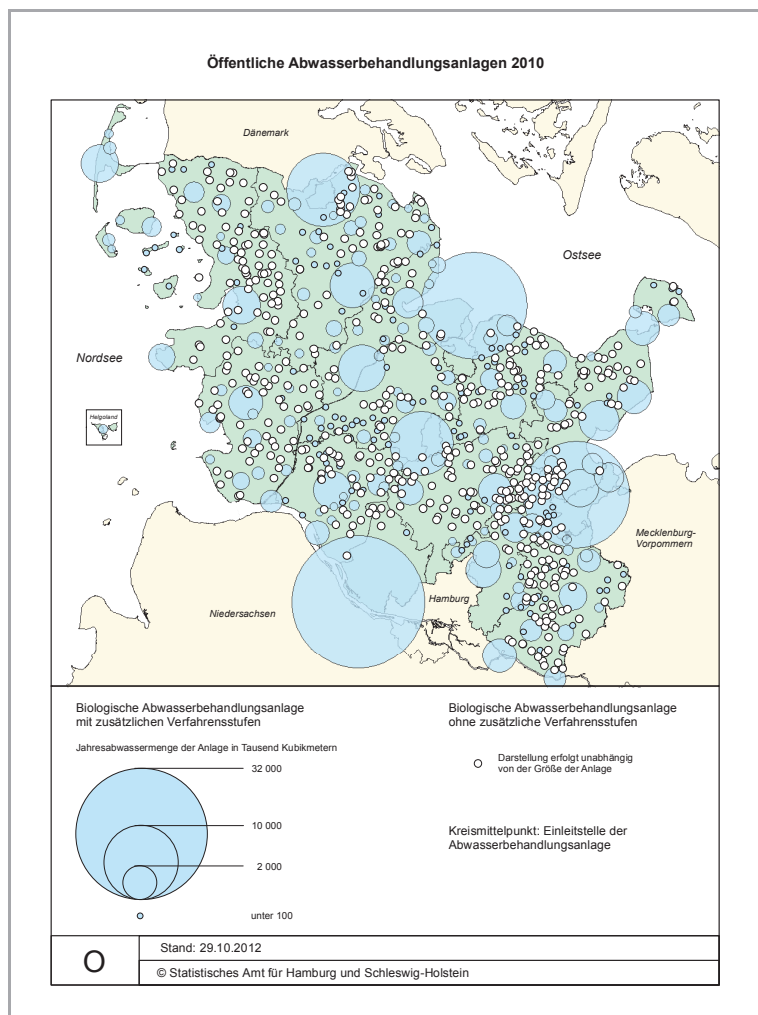 Öffentliche Abwasserbehandlungsanlagen 2010
Dänemark
Ostsee
Nordsee
Helgoland
Mecklenburg-
Vorpommern
Hamburg
Niedersachsen
Biologische Abwasserbehandlungsanlage
mit zusätzlichen Verfahrensstufen
Jahresabwassermenge der Anlage in Tausend Kubikmetern
32 000
10 000
2 000
unter 100
Biologische Abwasserbehandlungsanlage
ohne zusätzliche Verfahrensstufen
Darstellung erfolgt unabhängig
von der Größe der Anlage
Kreismittelpunkt: Einleitstelle der
Abwasserbehandlungsanlage
O
Stand: 29.10.2012
© Statistisches Amt für Hamburg und Schleswig-Holstein